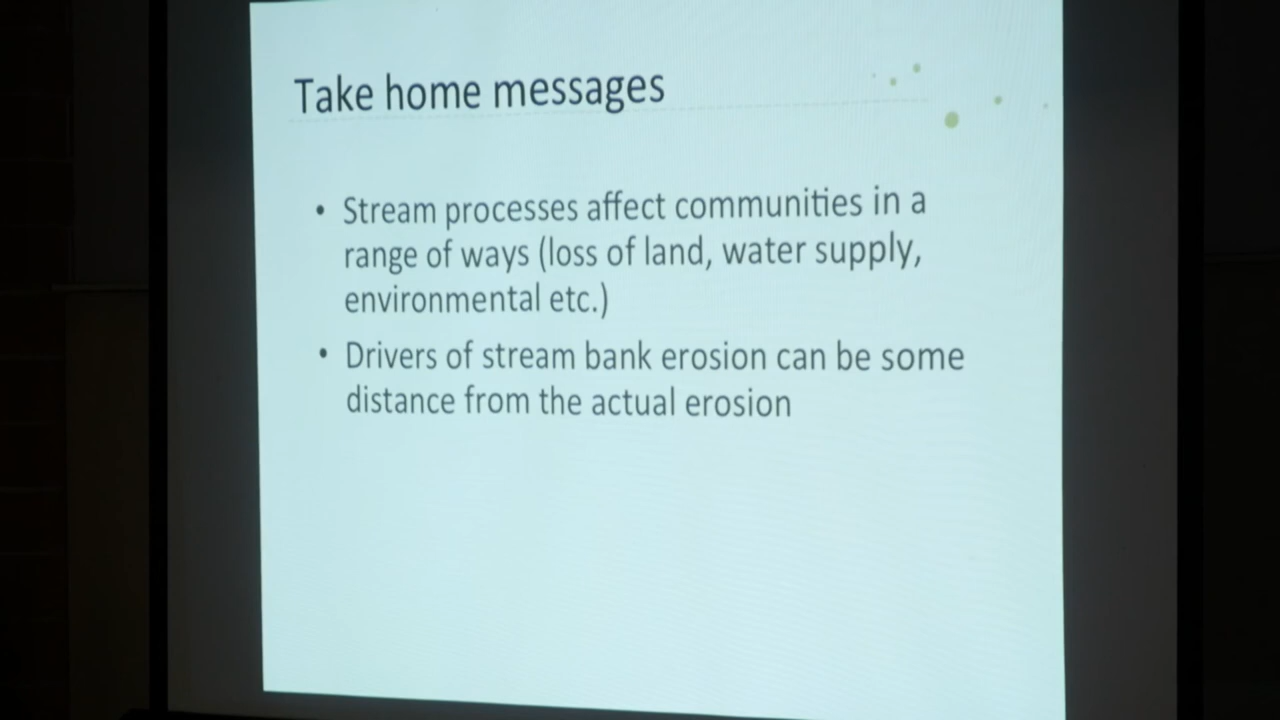 Take home messages
• Stream processes affect communities in a
range of ways (loss of land, water supply,
environmental etc.)
• Drivers of stream bank erosion can be some
distance from the actual erosion